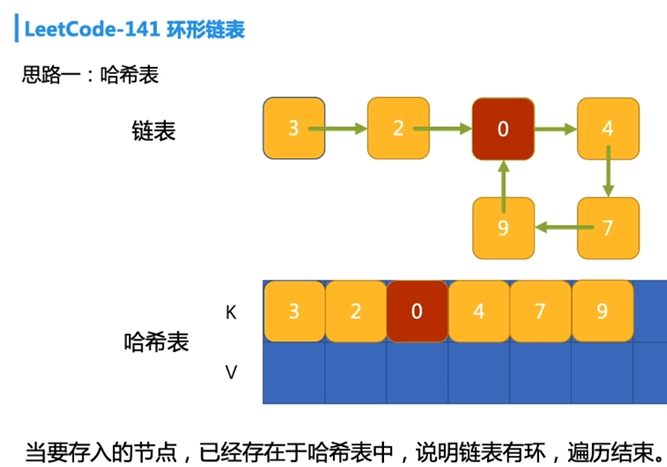 LeetCode-141 环形链表
思路一：哈希表
链表
3 2 0 4
9 7
K 3 2 0 4 7 9
哈希表
V
当要存入的节点，已经存在于哈希表中，说明链表有环，遍历结束。